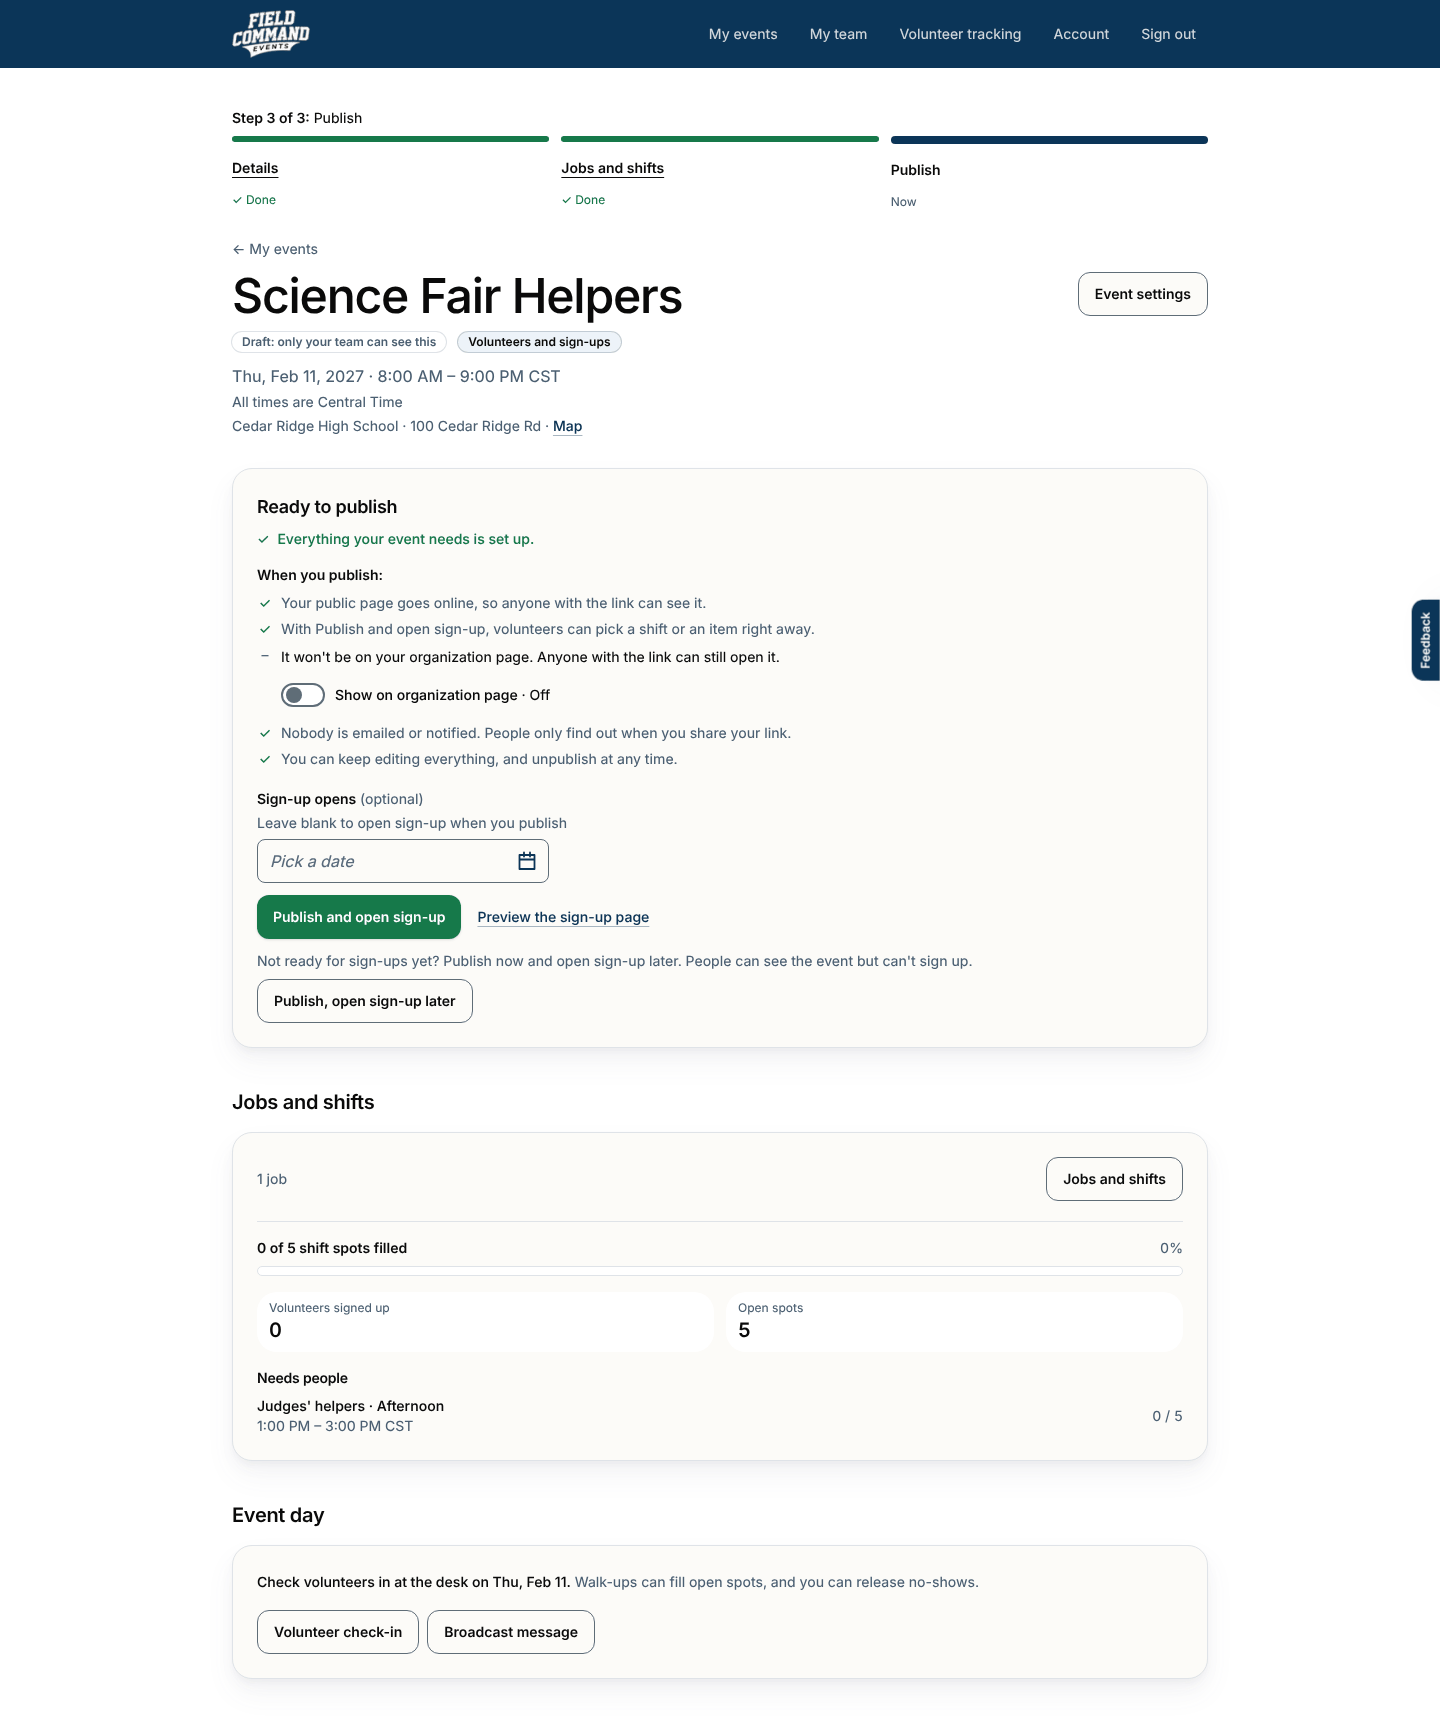 FIELD
COMMAND
EVENTS
My events
My team
Volunteer tracking
Account
Sign out
Step 3 of 3: Publish
Details
✓ Done
Jobs and shifts
✓ Done
Publish
Now
← My events
Science Fair Helpers
Event settings
Draft: only your team can see this
Volunteers and sign-ups
Thu, Feb 11, 2027 · 8:00 AM – 9:00 PM CST
All times are Central Time
Cedar Ridge High School · 100 Cedar Ridge Rd · Map
Ready to publish
✓ Everything your event needs is set up.
When you publish:
✓ Your public page goes online, so anyone with the link can see it.
✓ With Publish and open sign-up, volunteers can pick a shift or an item right away.
– It won't be on your organization page. Anyone with the link can still open it.
Show on organization page · Off
✓ Nobody is emailed or notified. People only find out when you share your link.
✓ You can keep editing everything, and unpublish at any time.
Sign-up opens (optional)
Leave blank to open sign-up when you publish
Pick a date
Publish and open sign-up
Preview the sign-up page
Not ready for sign-ups yet? Publish now and open sign-up later. People can see the event but can't sign up.
Publish, open sign-up later
Feedback
Jobs and shifts
1 job
Jobs and shifts
0 of 5 shift spots filled
0%
Volunteers signed up
0
Open spots
5
Needs people
Judges' helpers · Afternoon
1:00 PM – 3:00 PM CST
0 / 5
Event day
Check volunteers in at the desk on Thu, Feb 11. Walk-ups can fill open spots, and you can release no-shows.
Volunteer check-in
Broadcast message